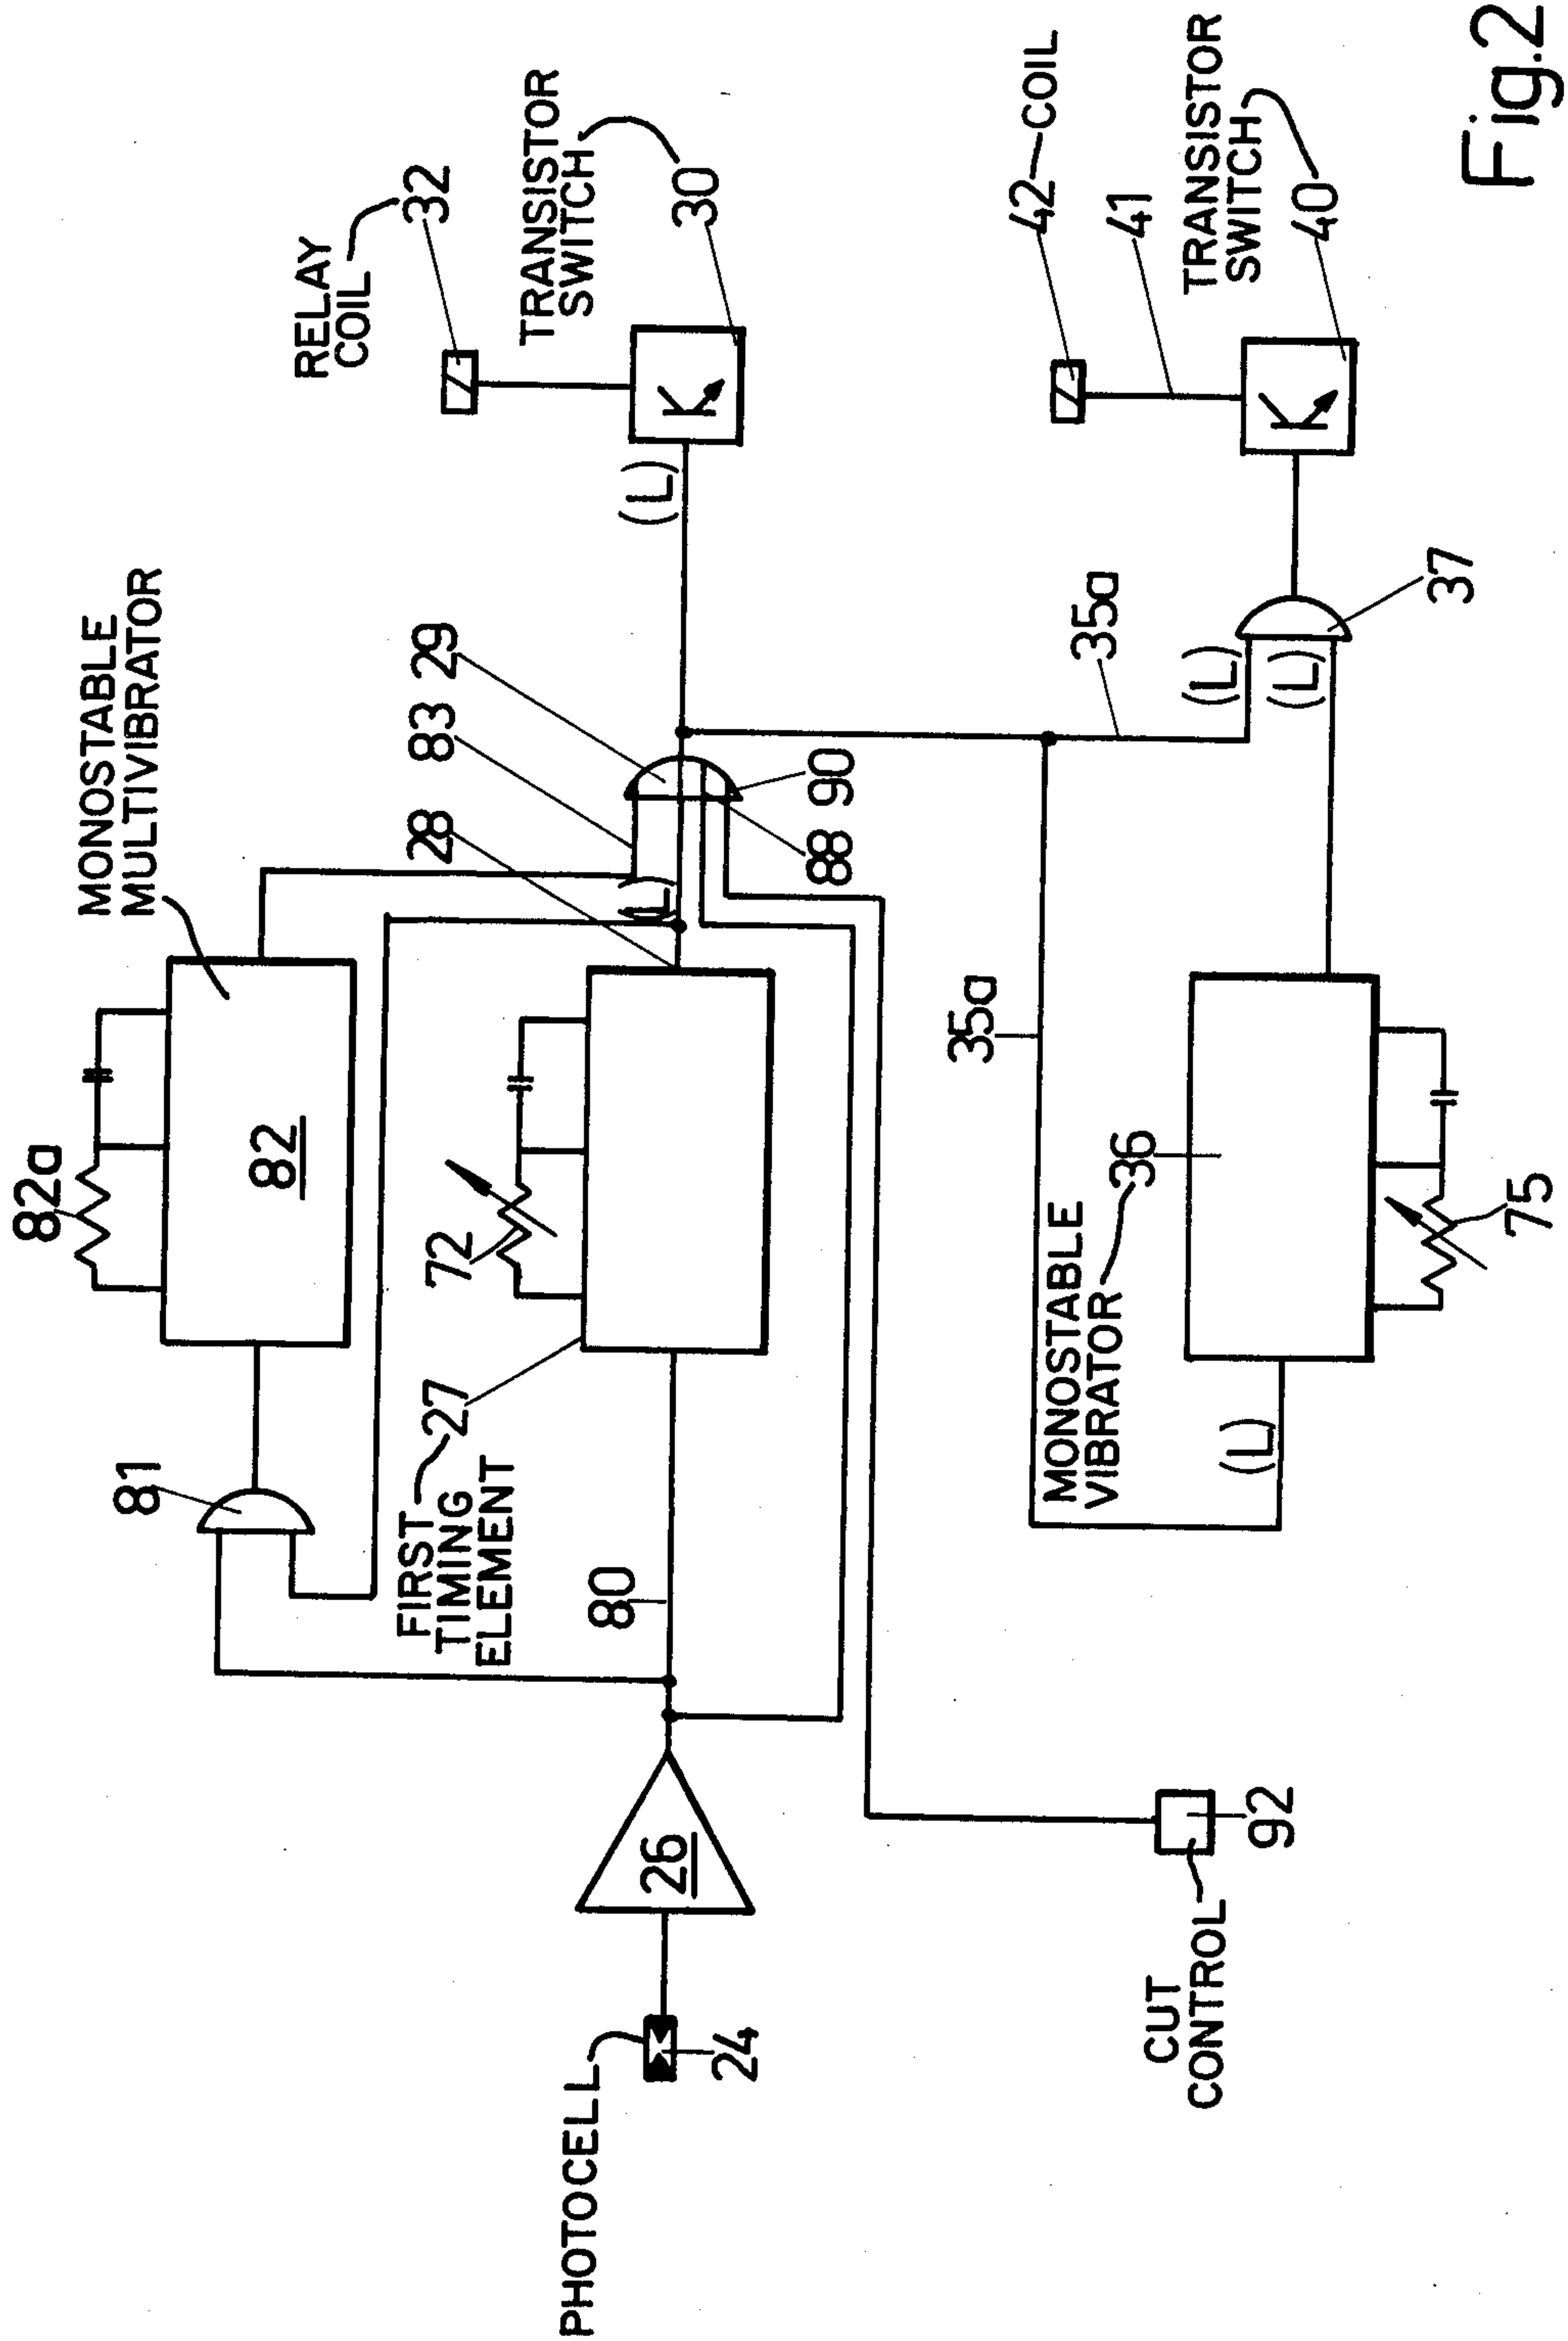 MONOSTABLE
MULTIVIBRATOR
82a
82
81
RELAY
COIL
32
TRANSISTOR
SWITCH
30
29
83
28
(L)
(L)
72
FIRST
TIMING
ELEMENT
27
80
90
88
PHOTOCELL
24
26
35a
35a
42
COIL
41
TRANSISTOR
SWITCH
40
(L)
(L)
37
MONOSTABLE
VIBRATOR
36
(L)
75
CUT
CONTROL
92
Fig.2